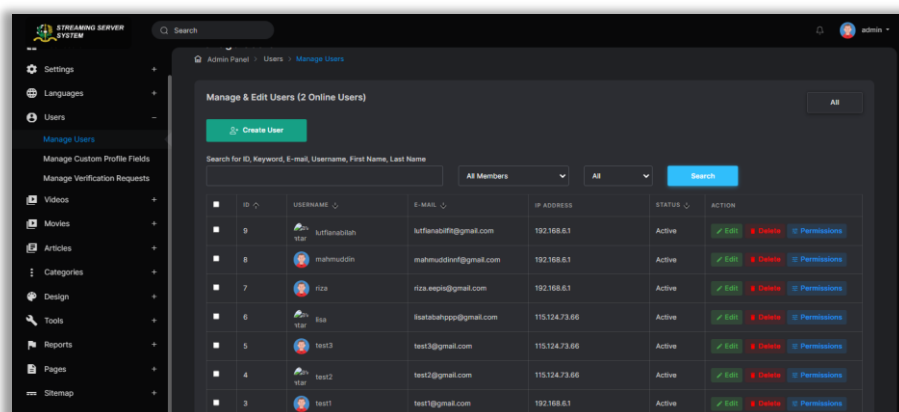 STREAMING SERVER
SYSTEM
Search
admin
Admin Panel > Users > Manage Users
Settings +
Languages +
Users -
Manage Users
Manage Custom Profile Fields
Manage Verification Requests
Videos +
Movies +
Articles +
Categories +
Design +
Tools +
Reports +
Pages +
Sitemap +
Manage & Edit Users (2 Online Users)
All
Create User
Search for ID, Keyword, E-mail, Username, First Name, Last Name
All Members
All
Search
ID USERNAME E-MAIL IP ADDRESS STATUS ACTION
9 lutfianabilah lutfianabilfit@gmail.com 192.168.6.1 Active Edit Delete Permissions
8 mahmuddin mahmuddinnf@gmail.com 192.168.6.1 Active Edit Delete Permissions
7 riza riza.eepis@gmail.com 192.168.6.1 Active Edit Delete Permissions
6 lisa lisatabahppp@gmail.com 115.124.73.66 Active Edit Delete Permissions
5 test3 test3@gmail.com 115.124.73.66 Active Edit Delete Permissions
4 test2 test2@gmail.com 115.124.73.66 Active Edit Delete Permissions
3 test1 test1@gmail.com 192.168.6.1 Active Edit Delete Permissions